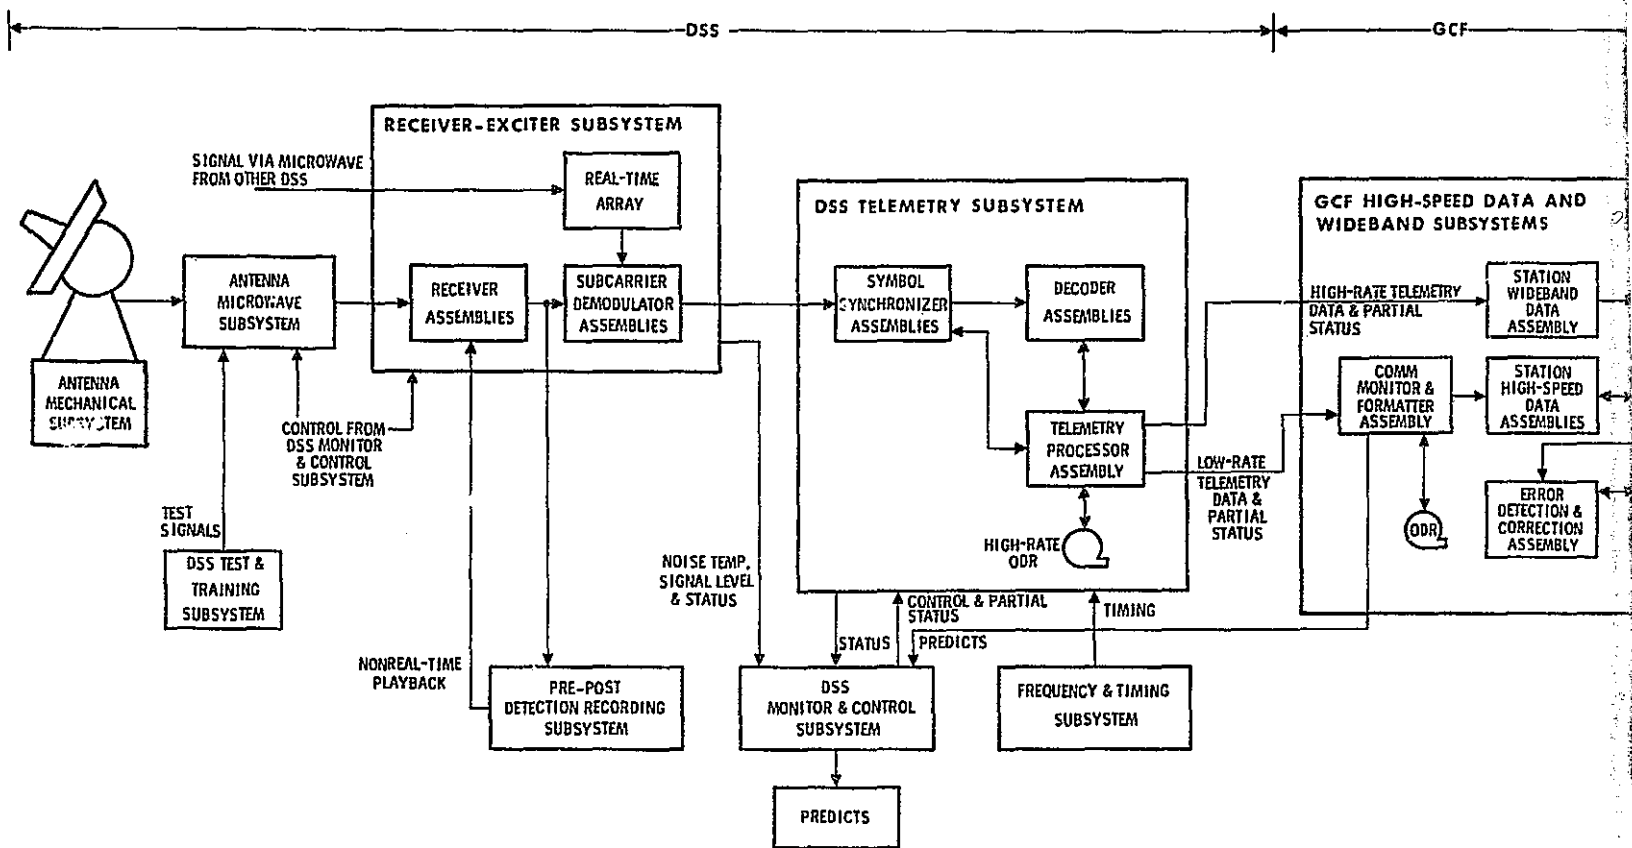 DSS
GCF
RECEIVER-EXCITER SUBSYSTEM
SIGNAL VIA MICROWAVE
FROM OTHER DSS
REAL-TIME
ARRAY
ANTENNA
MICROWAVE
SUBSYSTEM
RECEIVER
ASSEMBLIES
SUBCARRIER
DEMODULATOR
ASSEMBLIES
ANTENNA
MECHANICAL
SUBSYSTEM
CONTROL FROM
DSS MONITOR
& CONTROL
SUBSYSTEM
TEST
SIGNALS
DSS TEST &
TRAINING
SUBSYSTEM
NONREAL-TIME
PLAYBACK
PRE-POST
DETECTION RECORDING
SUBSYSTEM
NOISE TEMP,
SIGNAL LEVEL
& STATUS
DSS TELEMETRY SUBSYSTEM
SYMBOL
SYNCHRONIZER
ASSEMBLIES
DECODER
ASSEMBLIES
TELEMETRY
PROCESSOR
ASSEMBLY
HIGH-RATE
ODR
STATUS
CONTROL & PARTIAL
STATUS
PREDICTS
TIMING
DSS
MONITOR & CONTROL
SUBSYSTEM
FREQUENCY & TIMING
SUBSYSTEM
PREDICTS
GCF HIGH-SPEED DATA AND
WIDEBAND SUBSYSTEMS
HIGH-RATE TELEMETRY
DATA & PARTIAL
STATUS
STATION
WIDEBAND
DATA
ASSEMBLY
COMM
MONITOR &
FORMATTER
ASSEMBLY
STATION
HIGH-SPEED
DATA
ASSEMBLIES
LOW-RATE
TELEMETRY
DATA &
PARTIAL
STATUS
ODR
ERROR
DETECTION &
CORRECTION
ASSEMBLY